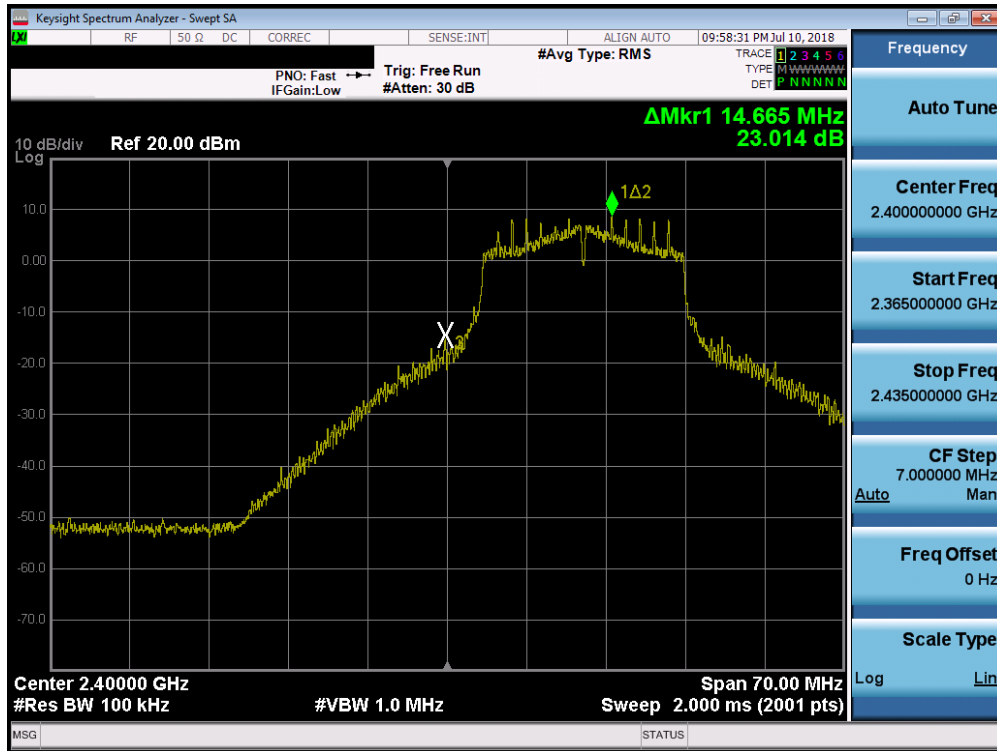 Keysight Spectrum Analyzer - Swept SA
LXI RF 50 Ω DC CORREC SENSE:INT ALIGN AUTO 09:58:31 PM Jul 10, 2018
#Avg Type: RMS TRACE 1 2 3 4 5 6
PNO: Fast Trig: Free Run TYPE M WWWWW
IFGain:Low #Atten: 30 dB DET P N N N N N
ΔMkr1 14.665 MHz
23.014 dB
10 dB/div Ref 20.00 dBm
Log
1Δ2
10.0
0.00
-10.0
X
-20.0
-30.0
-40.0
-50.0
-60.0
-70.0
Center 2.40000 GHz Span 70.00 MHz
#Res BW 100 kHz #VBW 1.0 MHz Sweep 2.000 ms (2001 pts)
MSG STATUS
Frequency
Auto Tune
Center Freq
2.400000000 GHz
Start Freq
2.365000000 GHz
Stop Freq
2.435000000 GHz
CF Step
7.000000 MHz
Auto Man
Freq Offset
0 Hz
Scale Type
Log Lin